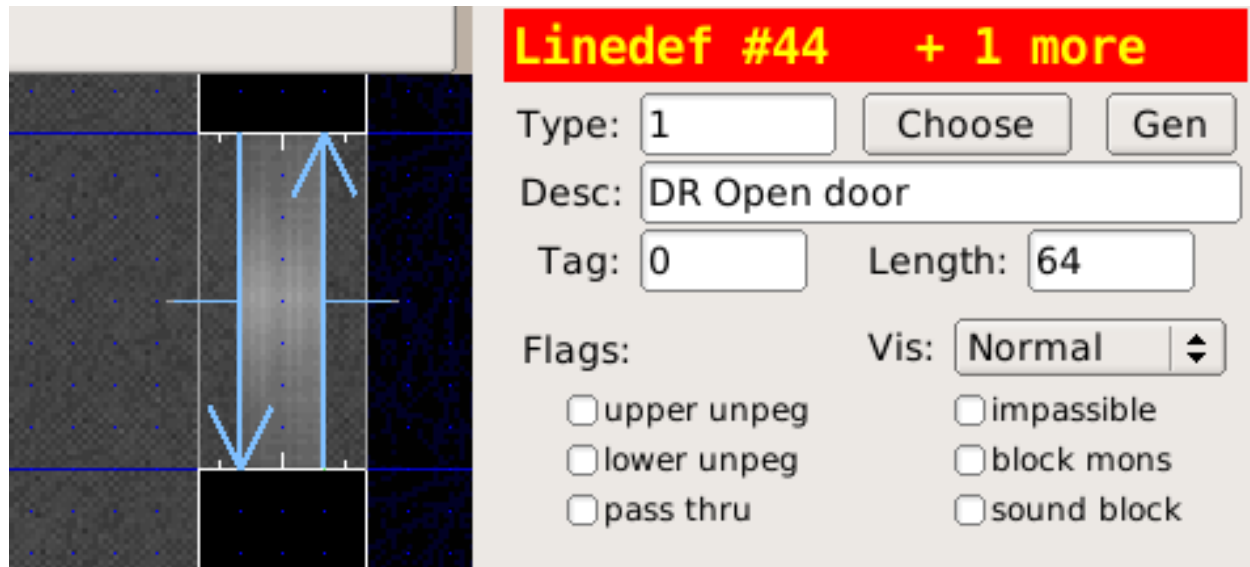 Linedef #44 + 1 more
Type: 1 Choose Gen
Desc: DR Open door
Tag: 0 Length: 64
Flags: Vis: Normal
upper unpeg impassible
lower unpeg block mons
pass thru sound block